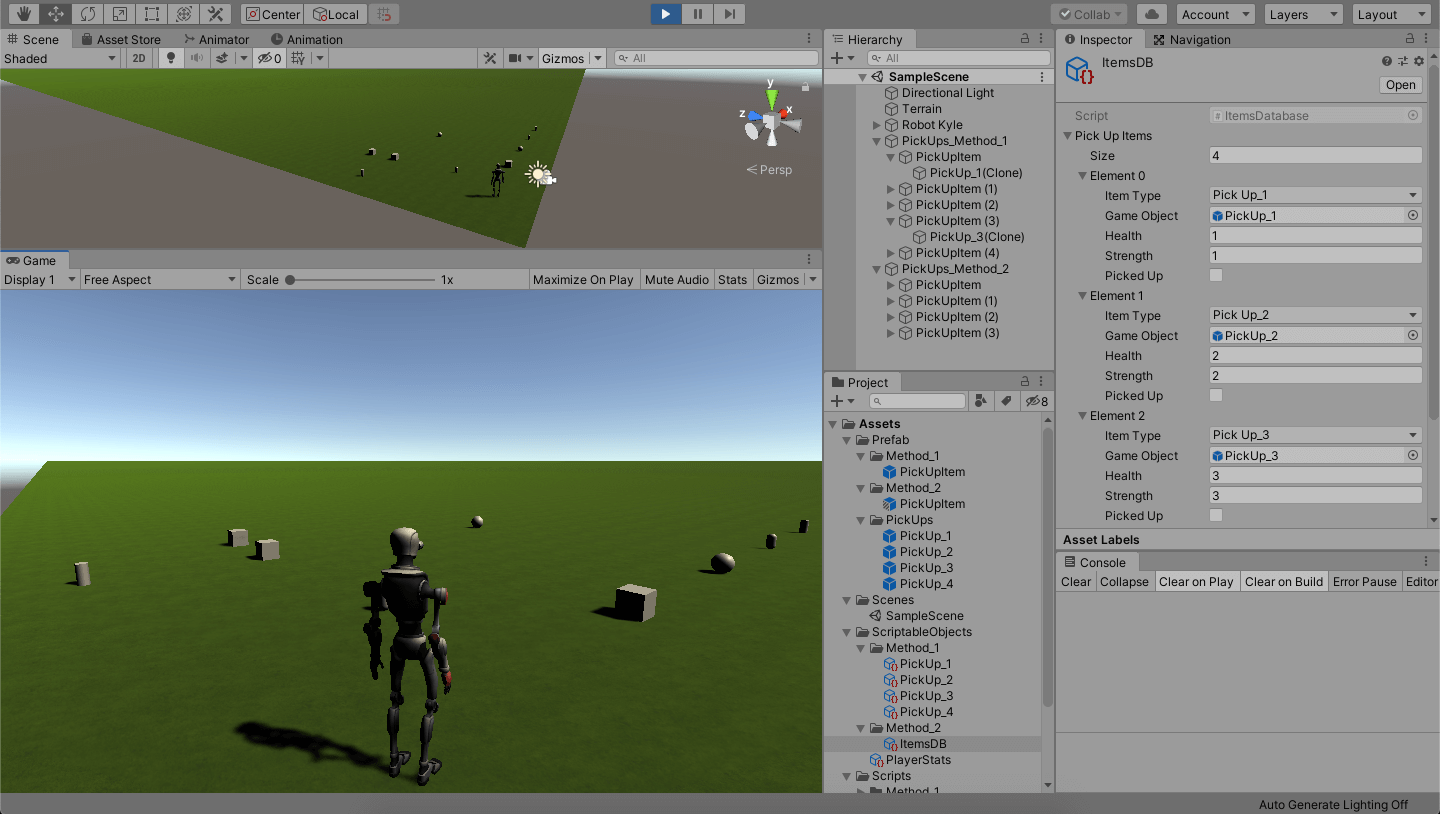 Center
Local
Collab
Account
Layers
Layout
Scene
Asset Store
Animator
Animation
Shaded
2D
0
Gizmos
All
y
x
z
Persp
Game
Display 1
Free Aspect
Scale
1x
Maximize On Play
Mute Audio
Stats
Gizmos
Hierarchy
All
SampleScene
Directional Light
Terrain
Robot Kyle
PickUps_Method_1
PickUpItem
PickUp_1(Clone)
PickUpItem (1)
PickUpItem (2)
PickUpItem (3)
PickUp_3(Clone)
PickUpItem (4)
PickUps_Method_2
PickUpItem
PickUpItem (1)
PickUpItem (2)
PickUpItem (3)
Project
8
Assets
Prefab
Method_1
PickUpItem
Method_2
PickUpItem
PickUps
PickUp_1
PickUp_2
PickUp_3
PickUp_4
Scenes
SampleScene
ScriptableObjects
Method_1
PickUp_1
PickUp_2
PickUp_3
PickUp_4
Method_2
ItemsDB
PlayerStats
Scripts
Method_1
Inspector
Navigation
ItemsDB
Open
Script
ItemsDatabase
Pick Up Items
Size
4
Element 0
Item Type
Pick Up_1
Game Object
PickUp_1
Health
1
Strength
1
Picked Up
Element 1
Item Type
Pick Up_2
Game Object
PickUp_2
Health
2
Strength
2
Picked Up
Element 2
Item Type
Pick Up_3
Game Object
PickUp_3
Health
3
Strength
3
Picked Up
Asset Labels
Console
Clear
Collapse
Clear on Play
Clear on Build
Error Pause
Editor
Auto Generate Lighting Off